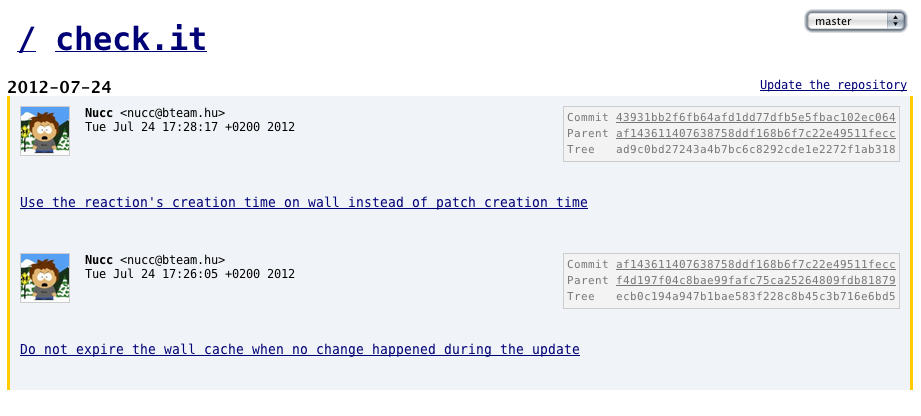 / check.it
master
2012-07-24
Update the repository
Nucc <nucc@bteam.hu>
Tue Jul 24 17:28:17 +0200 2012
Commit 43931bb2f6fb64afd1dd77dfb5e5fbac102ec064
Parent af143611407638758ddf168b6f7c22e49511fecc
Tree ad9c0bd27243a4b7bc6c8292cde1e2272f1ab318
Use the reaction's creation time on wall instead of patch creation time
Nucc <nucc@bteam.hu>
Tue Jul 24 17:26:05 +0200 2012
Commit af143611407638758ddf168b6f7c22e49511fecc
Parent f4d197f04c8bae99fafc75ca25264809fdb81879
Tree ecb0c194a947b1bae583f228c8b45c3b716e6bd5
Do not expire the wall cache when no change happened during the update